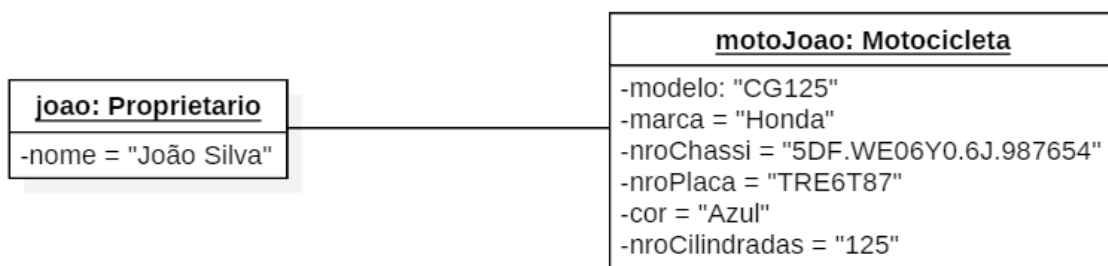 joao: Proprietario
-nome = "João Silva"
motoJoao: Motocicleta
-modelo: "CG125"
-marca = "Honda"
-nroChassi = "5DF.WE06Y0.6J.987654"
-nroPlaca = "TRE6T87"
-cor = "Azul"
-nroCilindradas = "125"